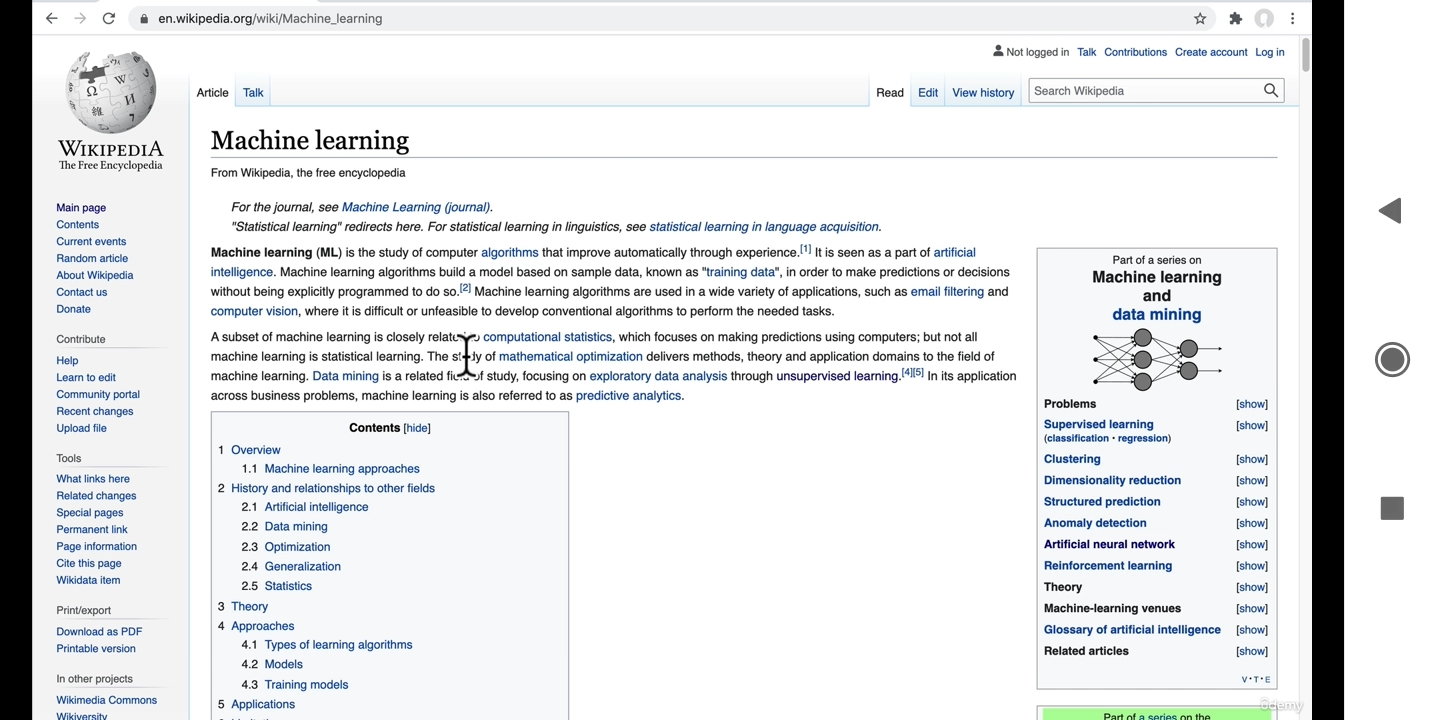 en.wikipedia.org/wiki/Machine_learning
Not logged in Talk Contributions Create account Log in
Article Talk
Read Edit View history
Search Wikipedia
WIKIPEDIA
The Free Encyclopedia
Main page
Contents
Current events
Random article
About Wikipedia
Contact us
Donate
Contribute
Help
Learn to edit
Community portal
Recent changes
Upload file
Tools
What links here
Related changes
Special pages
Permanent link
Page information
Cite this page
Wikidata item
Print/export
Download as PDF
Printable version
In other projects
Wikimedia Commons
Wikiversity
Machine learning
From Wikipedia, the free encyclopedia
For the journal, see Machine Learning (journal).
"Statistical learning" redirects here. For statistical learning in linguistics, see statistical learning in language acquisition.
Machine learning (ML) is the study of computer algorithms that improve automatically through experience.[1] It is seen as a part of artificial
intelligence. Machine learning algorithms build a model based on sample data, known as "training data", in order to make predictions or decisions
without being explicitly programmed to do so.[2] Machine learning algorithms are used in a wide variety of applications, such as email filtering and
computer vision, where it is difficult or unfeasible to develop conventional algorithms to perform the needed tasks.
A subset of machine learning is closely computational statistics, which focuses on making predictions using computers; but not all
machine learning is statistical learning. The study of mathematical optimization delivers methods, theory and application domains to the field of
machine learning. Data mining is a related field of study, focusing on exploratory data analysis through unsupervised learning.[4][5] In its application
across business problems, machine learning is also referred to as predictive analytics.
Contents [hide]
1 Overview
1.1 Machine learning approaches
2 History and relationships to other fields
2.1 Artificial intelligence
2.2 Data mining
2.3 Optimization
2.4 Generalization
2.5 Statistics
3 Theory
4 Approaches
4.1 Types of learning algorithms
4.2 Models
4.3 Training models
5 Applications
Part of a series on
Machine learning
and
data mining
Problems [show]
Supervised learning [show]
(classification • regression)
Clustering [show]
Dimensionality reduction [show]
Structured prediction [show]
Anomaly detection [show]
Artificial neural network [show]
Reinforcement learning [show]
Theory [show]
Machine-learning venues [show]
Glossary of artificial intelligence [show]
Related articles [show]
V·T·E
Part of a series on the
ûdemy